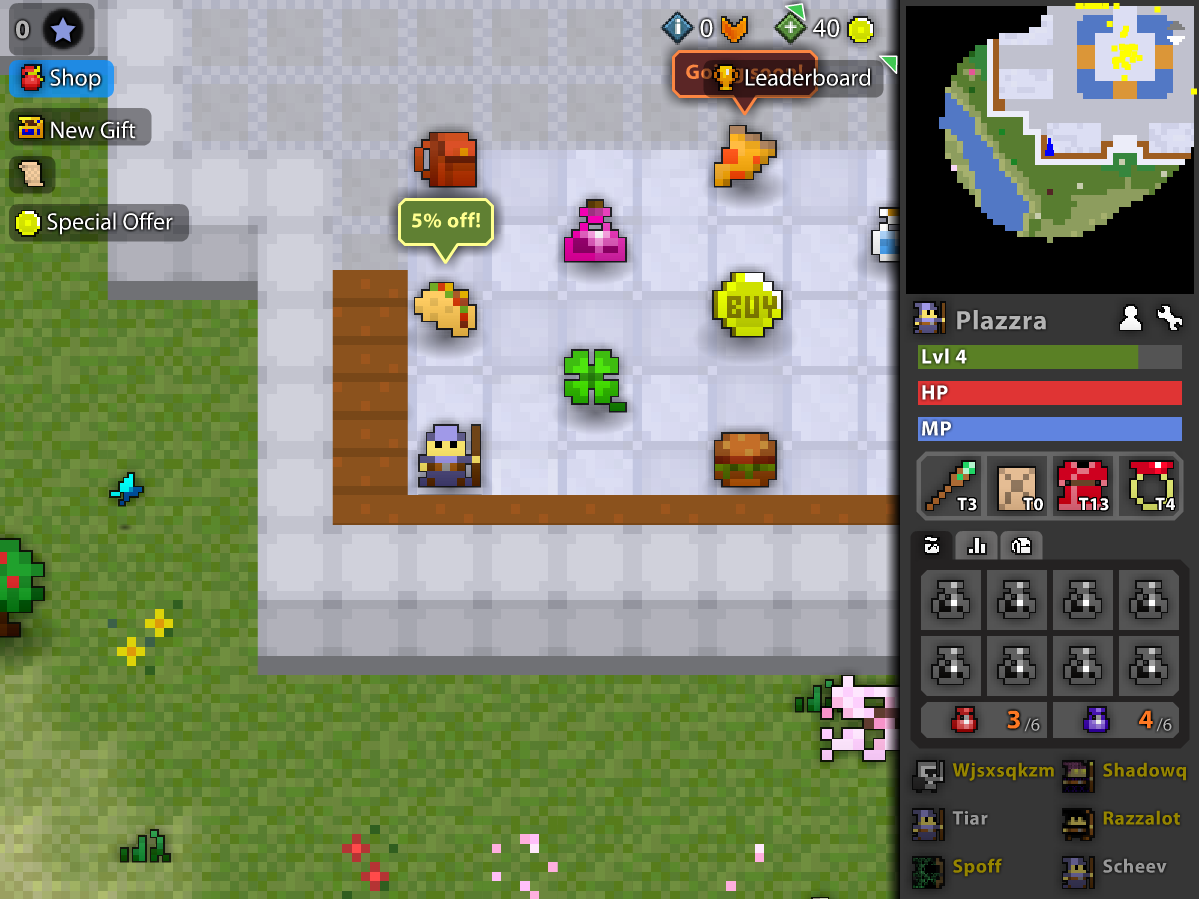 0
Shop
New Gift
Special Offer
0
40
Leaderboard
5% off!
BUY
Plazzra
Lvl 4
HP
MP
T3
T0
T13
T4
3/6
4/6
Wjsxsqkzm
Shadowq
Tiar
Razzalot
Spoff
Scheev